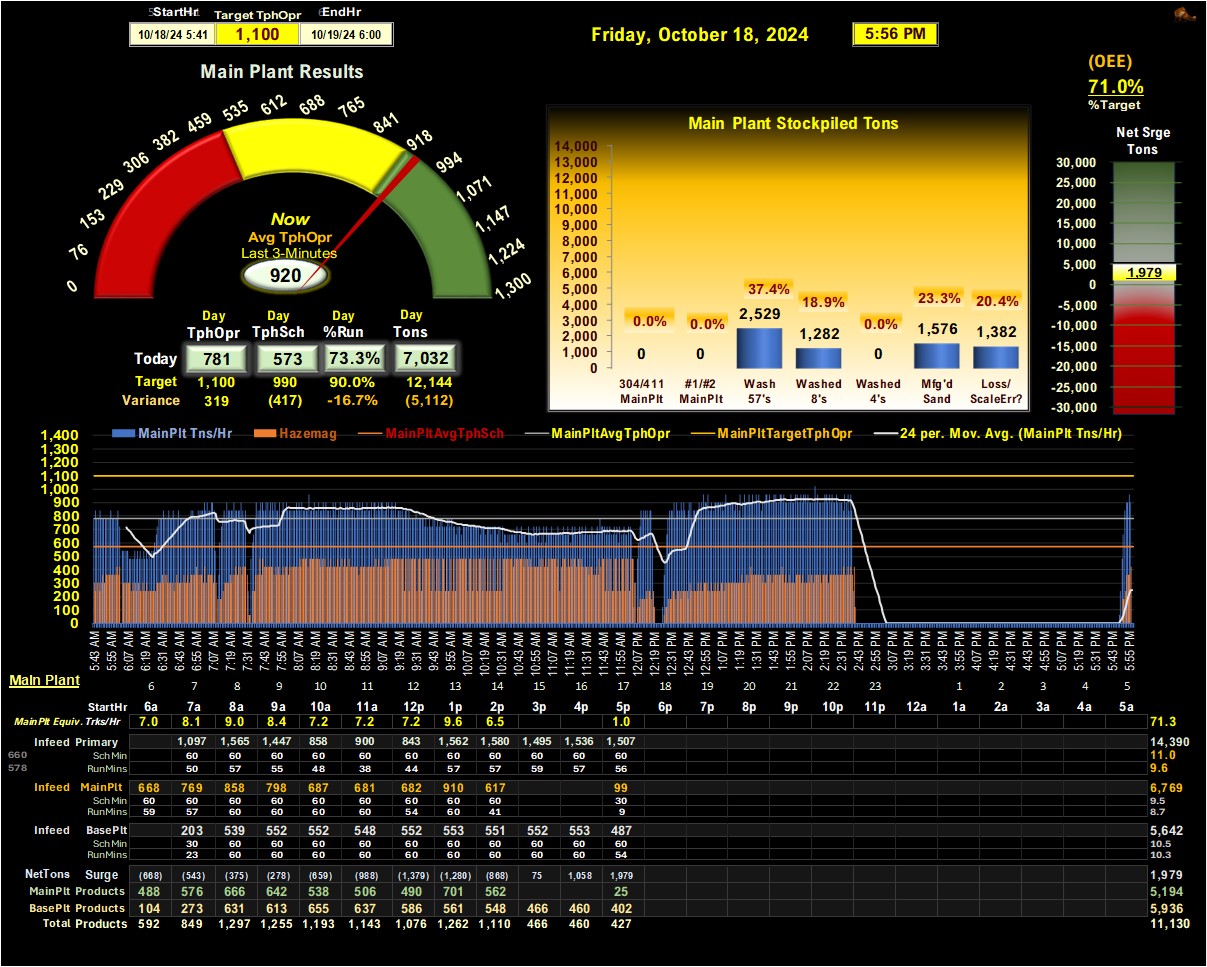 StartHr Target TphOpr EndHr
10/18/24 5:41 1,100 10/19/24 6:00
Friday, October 18, 2024 5:56 PM
(OEE)
71.0%
%Target
Main Plant Results
0 76 153 229 306 382 459 535 612 688 765 841 918 994 1,071 1,147 1,224 1,300
Now
Avg TphOpr
Last 3-Minutes
920
Day Day Day Day
TphOpr TphSch %Run Tons
Today 781 573 73.3% 7,032
Target 1,100 990 90.0% 12,144
Variance 319 (417) -16.7% (5,112)
Main Plant Stockpiled Tons
14,000
13,000
12,000
11,000
10,000
9,000
8,000
7,000
6,000
5,000
4,000
3,000
2,000
1,000
0
0.0% 0.0% 37.4% 18.9% 0.0% 23.3% 20.4%
0 0 2,529 1,282 0 1,576 1,382
304/411 #1/#2 Wash Washed Washed Mfg'd Loss/
MainPlt MainPlt 57's 8's 4's Sand ScaleErr?
Net Srge
Tons
30,000
25,000
20,000
15,000
10,000
5,000
0
-5,000
-10,000
-15,000
-20,000
-25,000
-30,000
1,979
MainPlt Tns/Hr Hazemag MainPltAvgTphSch MainPltAvgTphOpr MainPltTargetTphOpr 24 per. Mov. Avg. (MainPlt Tns/Hr)
1,400
1,300
1,200
1,100
1,000
900
800
700
600
500
400
300
200
100
0
5:43 AM 5:55 AM 6:07 AM 6:19 AM 6:31 AM 6:43 AM 6:55 AM 7:07 AM 7:19 AM 7:31 AM 7:43 AM 7:55 AM 8:07 AM 8:19 AM 8:31 AM 8:43 AM 8:55 AM 9:07 AM 9:19 AM 9:31 AM 9:43 AM 9:55 AM 10:07 AM 10:19 AM 10:31 AM 10:43 AM 10:55 AM 11:07 AM 11:19 AM 11:31 AM 11:43 AM 11:55 AM 12:07 PM 12:19 PM 12:31 PM 12:43 PM 12:55 PM 1:07 PM 1:19 PM 1:31 PM 1:43 PM 1:55 PM 2:07 PM 2:19 PM 2:31 PM 2:43 PM 2:55 PM 3:07 PM 3:19 PM 3:31 PM 3:43 PM 3:55 PM 4:07 PM 4:19 PM 4:31 PM 4:43 PM 4:55 PM 5:07 PM 5:19 PM 5:31 PM 5:43 PM 5:55 PM
Main Plant
6 7 8 9 10 11 12 13 14 15 16 17 18 19 20 21 22 23 1 2 3 4 5
StartHr 6a 7a 8a 9a 10a 11a 12p 1p 2p 3p 4p 5p 6p 7p 8p 9p 10p 11p 12a 1a 2a 3a 4a 5a
MainPlt Equiv. Trks/Hr 7.0 8.1 9.0 8.4 7.2 7.2 7.2 9.6 6.5 1.0 71.3
Infeed Primary 1,097 1,565 1,447 858 900 843 1,562 1,580 1,495 1,536 1,507 14,390
660 SchMin 60 60 60 60 60 60 60 60 60 60 60 11.0
578 RunMins 50 57 55 48 38 44 57 57 59 57 56 9.6
Infeed MainPlt 668 769 858 798 687 681 682 910 617 99 6,769
SchMin 60 60 60 60 60 60 60 60 60 30 9.5
RunMins 59 57 60 60 60 60 54 60 41 9 8.7
Infeed BasePlt 203 539 552 552 548 552 553 551 552 553 487 5,642
SchMin 30 60 60 60 60 60 60 60 60 60 60 10.5
RunMins 23 60 60 60 60 60 60 60 60 60 54 10.3
NetTons Surge (668) (543) (375) (278) (659) (988) (1,379) (1,280) (868) 75 1,058 1,979 1,979
MainPlt Products 488 576 666 642 538 506 490 701 562 25 5,194
BasePlt Products 104 273 631 613 655 637 586 561 548 466 460 402 5,936
Total Products 592 849 1,297 1,255 1,193 1,143 1,076 1,262 1,110 466 460 427 11,130